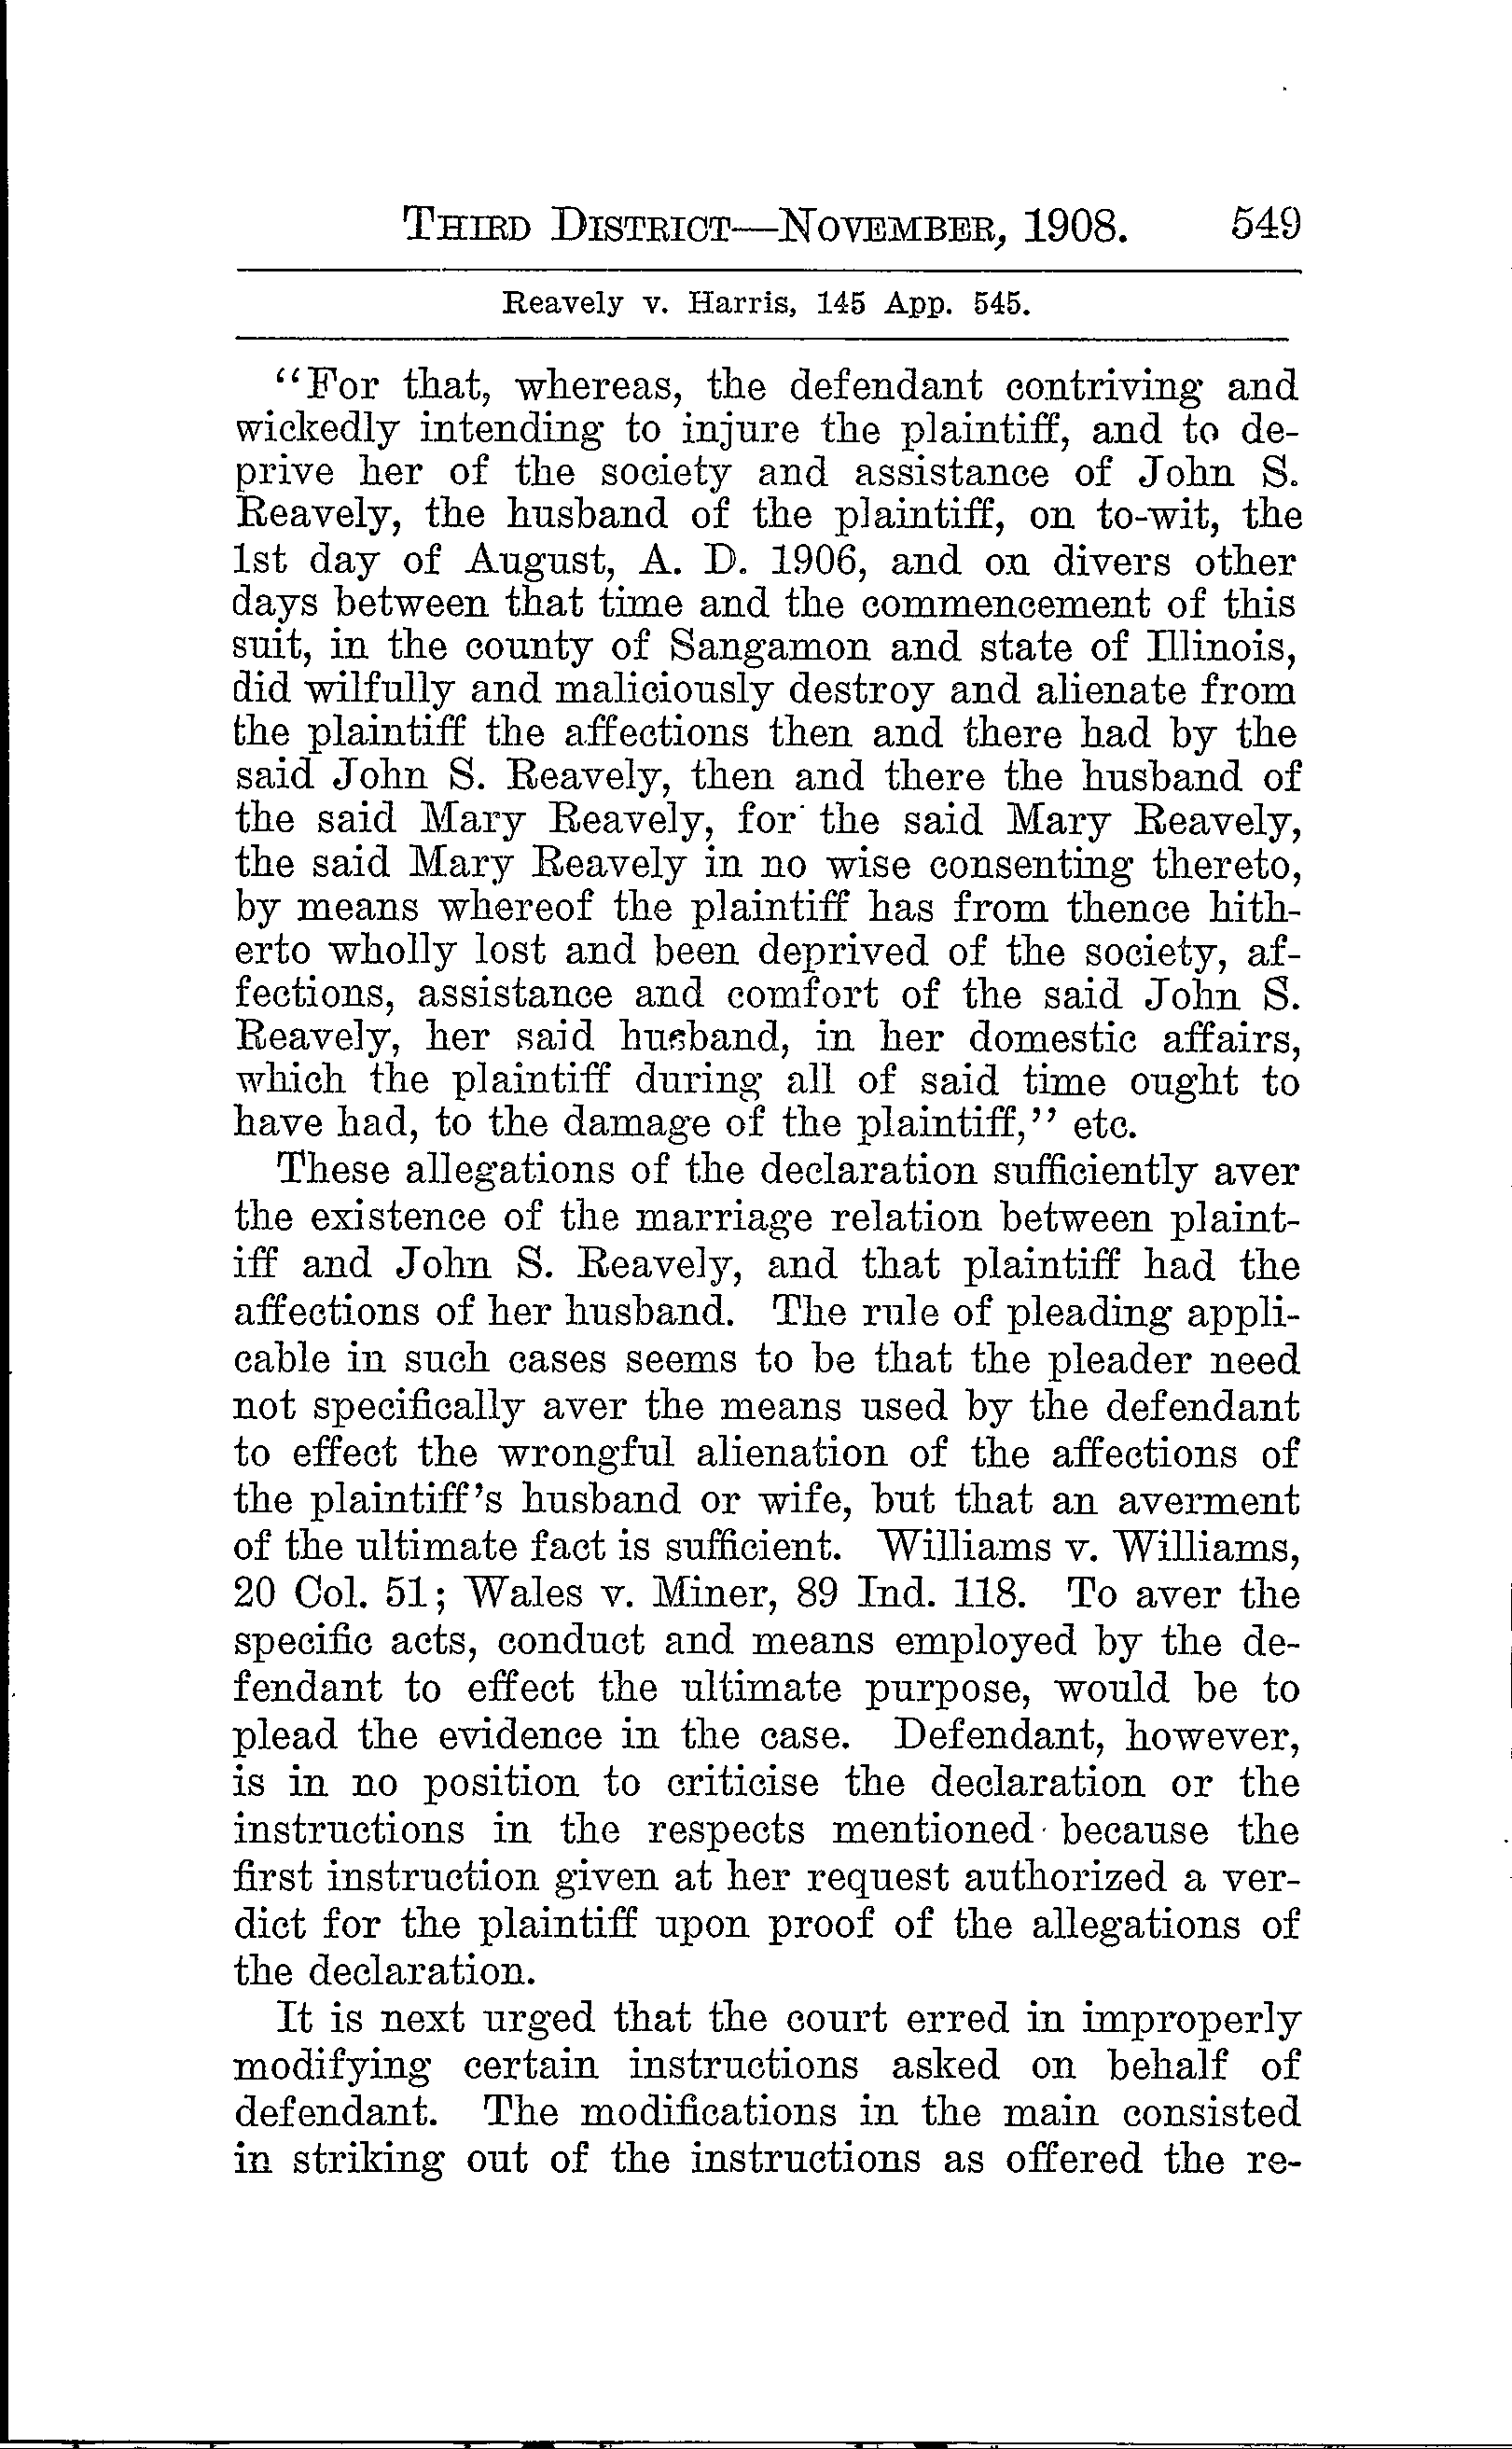 THIRD DISTRICT—NOVEMBER, 1908. 549
Reavely v. Harris, 145 App. 545.
“For that, whereas, the defendant contriving and
wickedly intending to injure the plaintiff, and to de-
prive her of the society and assistance of John S.
Reavely, the husband of the plaintiff, on to-wit, the
1st day of August, A. D. 1906, and on divers other
days between that time and the commencement of this
suit, in the county of Sangamon and state of Illinois,
did wilfully and maliciously destroy and alienate from
the plaintiff the affections then and there had by the
said John S. Reavely, then and there the husband of
the said Mary Reavely, for the said Mary Reavely,
the said Mary Reavely in no wise consenting thereto,
by means whereof the plaintiff has from thence hith-
erto wholly lost and been deprived of the society, af-
fections, assistance and comfort of the said John S.
Reavely, her said husband, in her domestic affairs,
which the plaintiff during all of said time ought to
have had, to the damage of the plaintiff,” etc.
These allegations of the declaration sufficiently aver
the existence of the marriage relation between plaint-
iff and John S. Reavely, and that plaintiff had the
affections of her husband. The rule of pleading appli-
cable in such cases seems to be that the pleader need
not specifically aver the means used by the defendant
to effect the wrongful alienation of the affections of
the plaintiff’s husband or wife, but that an averment
of the ultimate fact is sufficient. Williams v. Williams,
20 Col. 51; Wales v. Miner, 89 Ind. 118. To aver the
specific acts, conduct and means employed by the de-
fendant to effect the ultimate purpose, would be to
plead the evidence in the case. Defendant, however,
is in no position to criticise the declaration or the
instructions in the respects mentioned because the
first instruction given at her request authorized a ver-
dict for the plaintiff upon proof of the allegations of
the declaration.
It is next urged that the court erred in improperly
modifying certain instructions asked on behalf of
defendant. The modifications in the main consisted
in striking out of the instructions as offered the re-